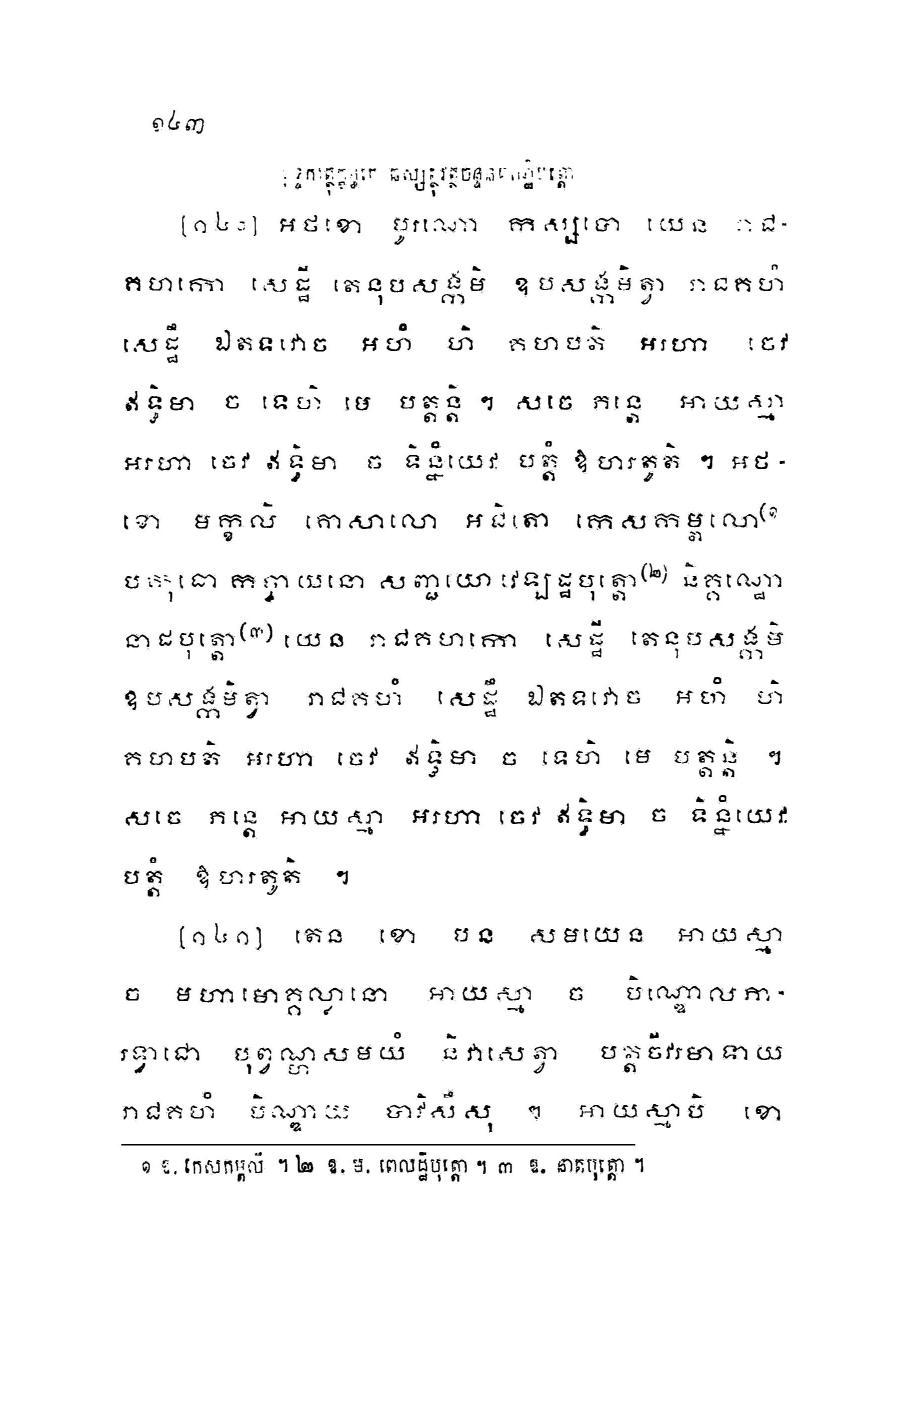 ១៤៣
[១៤០] អថខោ បូរណោ កស្សបោ យេន រាជ-
គហកោ សេដ្ឋី តេនុបសង្កមិ ឧបសង្កមិត្វា រាជគហំ
សេដ្ឋឹ ឯតទវោច អហំ ហិ គហបតិ អរហា ចេវ
ឥទ្ធិមា ច ទេហិ មេ បត្តន្តិ ។ សចេ ភន្តេ អាយស្មា
អរហា ចេវ ឥទ្ធិមា ច ទិន្នំយេវ បត្តំ ឱហរតូតិ ។ អថ-
ខោ មក្ខលិ គោសាលោ អជិតោ កេសកម្ពលោ(១
បកុធោ កច្ចាយនោ សញ្ជយោ វេឡដ្ឋបុត្តោ(២) និគ្គណ្ឋោ
នាដបុត្តោ(៣) យេន រាជគហកោ សេដ្ឋី តេនុបសង្កមិ
ឧបសង្កមិត្វា រាជគហំ សេដ្ឋឹ ឯតទវោច អហំ ហិ
គហបតិ អរហា ចេវ ឥទ្ធិមា ច ទេហិ មេ បត្តន្តិ ។
សចេ ភន្តេ អាយស្មា អរហា ចេវ ឥទ្ធិមា ច ទិន្នំយេវ
បត្តំ ឱហរតូតិ ។
[១៤១] តេន ខោ បន សមយេន អាយស្មា
ច មហាមោគ្គល្លានោ អាយស្មា ច បិណ្ឌោលភា-
រទ្វាជោ បុព្វណ្ហសមយំ និវាសេត្វា បត្តចីវរមាទាយ
រាជគហំ បិណ្ឌាយ បាវិសឹសុ ។ អាយស្មាបិ ខោ
១ ឱ. កេសកម្ពលី ។ ២ ឱ. ម. ពេលដ្ឋិបុត្តោ ។ ៣ ឱ. នាតបុត្តោ ។